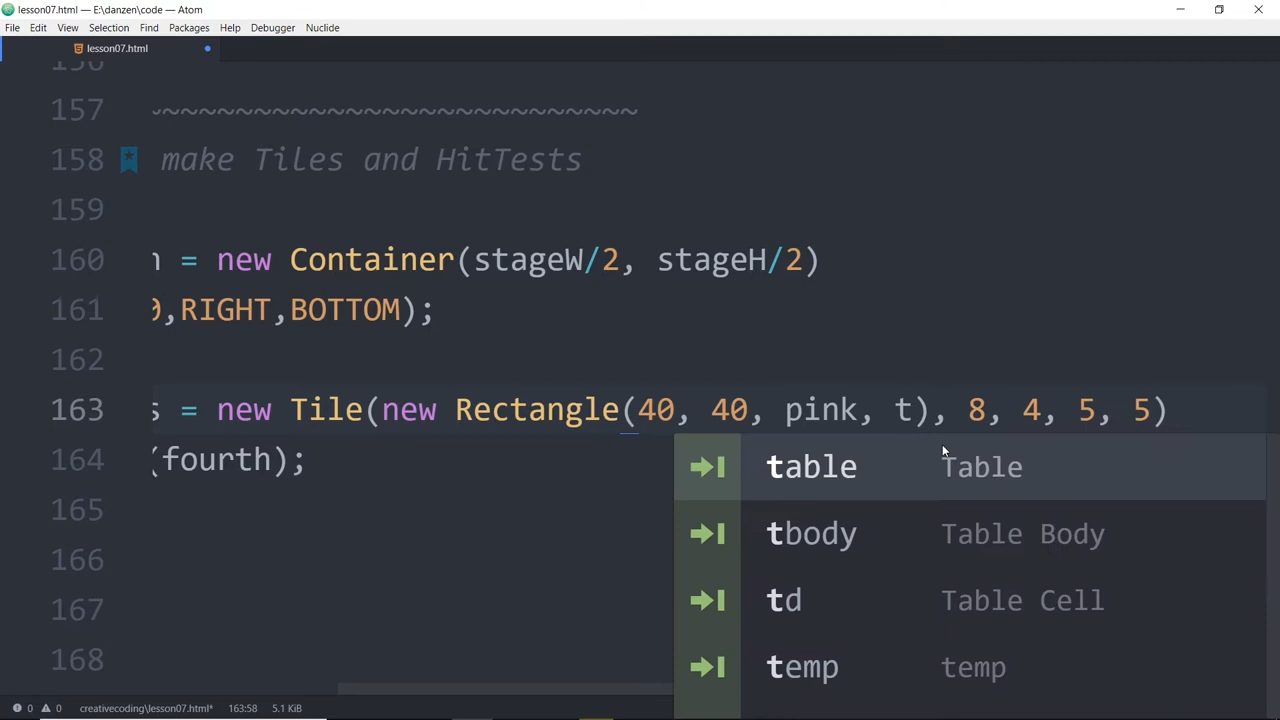 lesson07.html — E:\danzen\code — Atom
File Edit View Selection Find Packages Help Debugger Nuclide
lesson07.html
156
157 ~~~~~~~~~~~~~~~~~~~~~~~~~~~
158 make Tiles and HitTests
159
160 = new Container(stageW/2, stageH/2)
161 0,RIGHT,BOTTOM);
162
163 s = new Tile(new Rectangle(40, 40, pink, t), 8, 4, 5, 5)
164 (fourth);
table Table
165
tbody Table Body
166
td Table Cell
167
temp temp
168
0 0 creativecoding\lesson07.html* 163:58 5.1 KiB